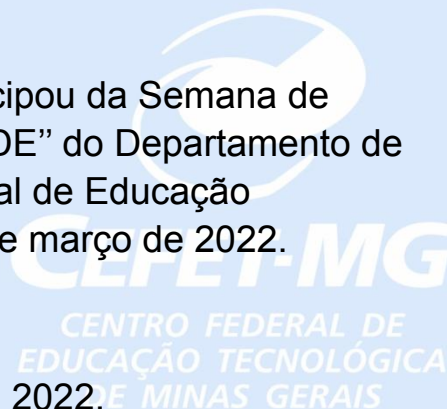 cipou da Semana de
DE” do Departamento de
al de Educação
e março de 2022.
CEFET-MG
CENTRO FEDERAL DE
EDUCAÇÃO TECNOLÓGICA
DE MINAS GERAIS
2022.